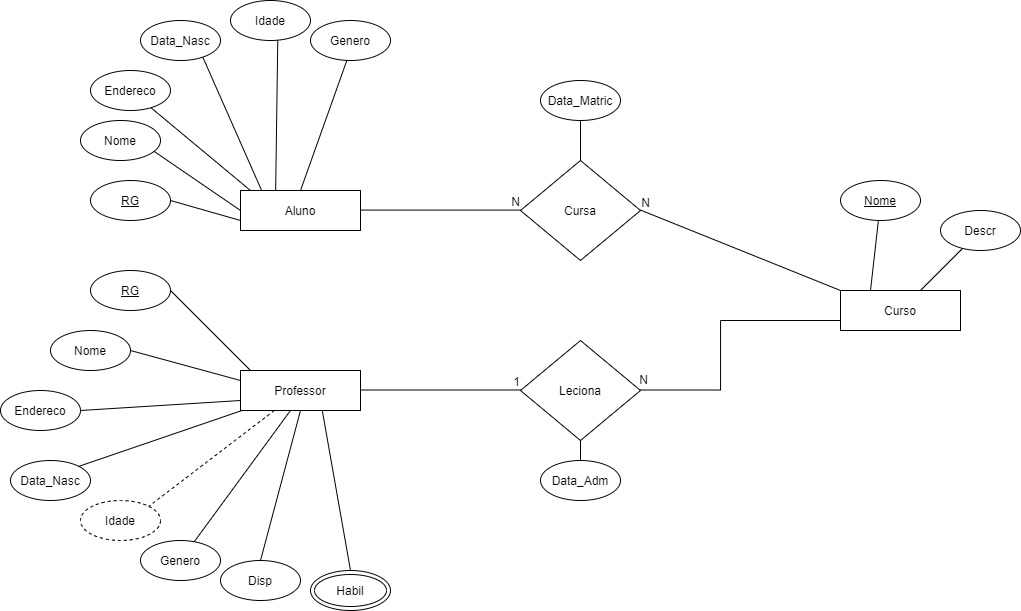 Idade
Data_Nasc
Genero
Endereco
Data_Matric
Nome
RG
Aluno
N
Cursa
N
Nome
Descr
RG
Curso
Nome
Professor
1
Leciona
N
Endereco
Data_Nasc
Data_Adm
Idade
Genero
Disp
Habil